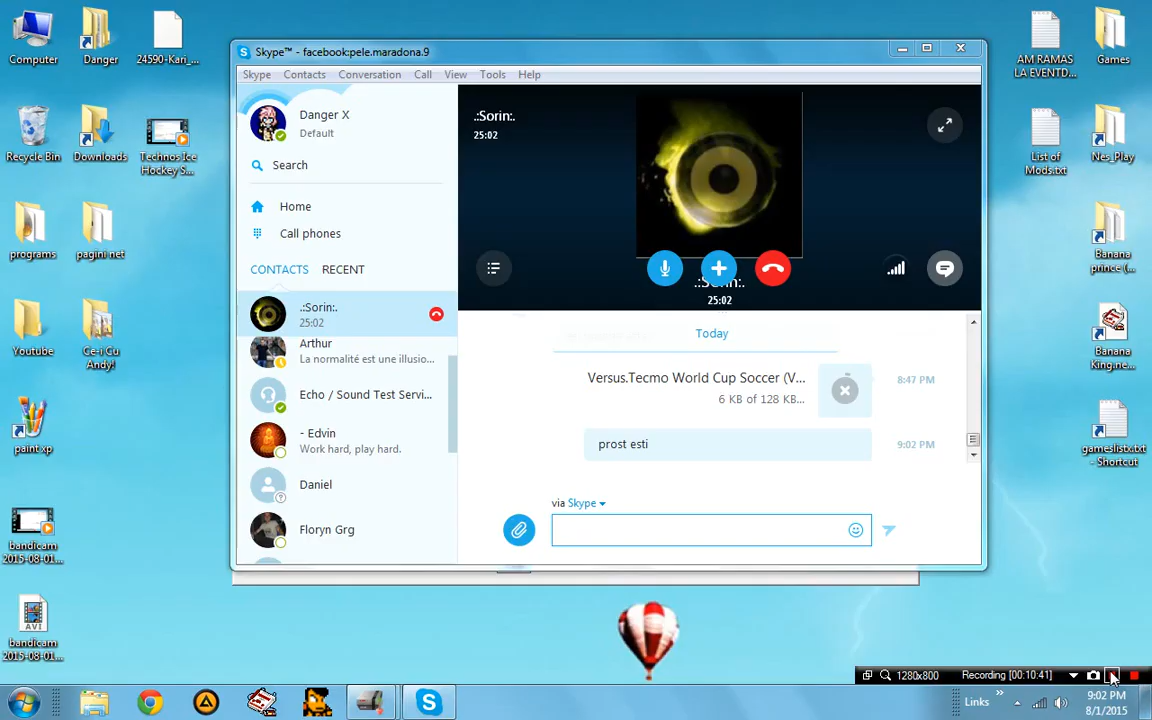 Computer
Danger
24590-Kari_...
Recycle Bin
Downloads
Technos Ice
Hockey S...
programs
pagini net
Youtube
Ce-i Cu
Andy!
paint xp
bandicam
2015-08-01...
bandicam
2015-08-01...
Skype™ - facebook:pele.maradona.9
Skype Contacts Conversation Call View Tools Help
Danger X
Default
Search
Home
Call phones
CONTACTS RECENT
.:Sorin:.
25:02
Arthur
La normalité est une illusio...
Echo / Sound Test Servi...
- Edvin
Work hard, play hard.
Daniel
Floryn Grg
.:Sorin:.
25:02
.:Sorin:.
25:02
Today
Versus.Tecmo World Cup Soccer (V...
6 KB of 128 KB...
8:47 PM
prost esti
9:02 PM
via Skype
AM RAMAS
LA EVENTD...
Games
List of
Mods.txt
Nes_Play
Banana
prince (...
Banana
King.ne...
gameslistx.txt
- Shortcut
1280x800 Recording [00:10:41]
Links
9:02 PM
8/1/2015